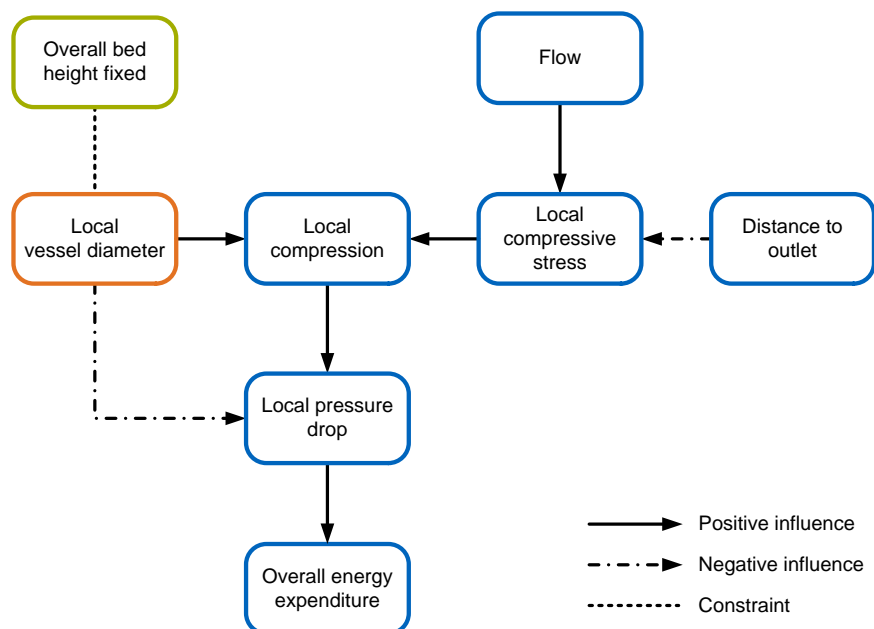 Overall bed
height fixed
Flow
Local
vessel diameter
Local
compression
Local
compressive
stress
Distance to
outlet
Local pressure
drop
Overall energy
expenditure
Positive influence
Negative influence
Constraint